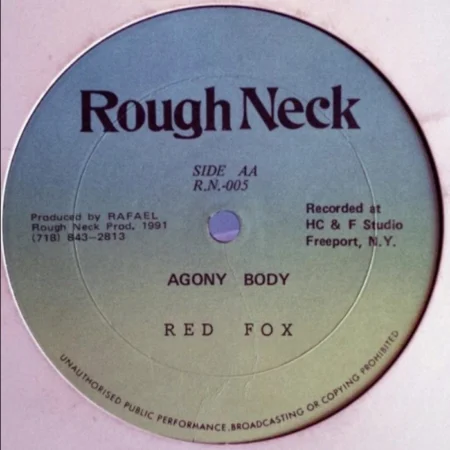 Rough Neck
SIDE AA
R.N.-005
Produced by RAFAEL
Rough Neck Prod. 1991
(718) 843-2813
Recorded at
HC & F Studio
Freeport, N.Y.
AGONY BODY
RED FOX
UNAUTHORISED PUBLIC PERFORMANCE.BROADCASTING OR COPYING PROHIBITED